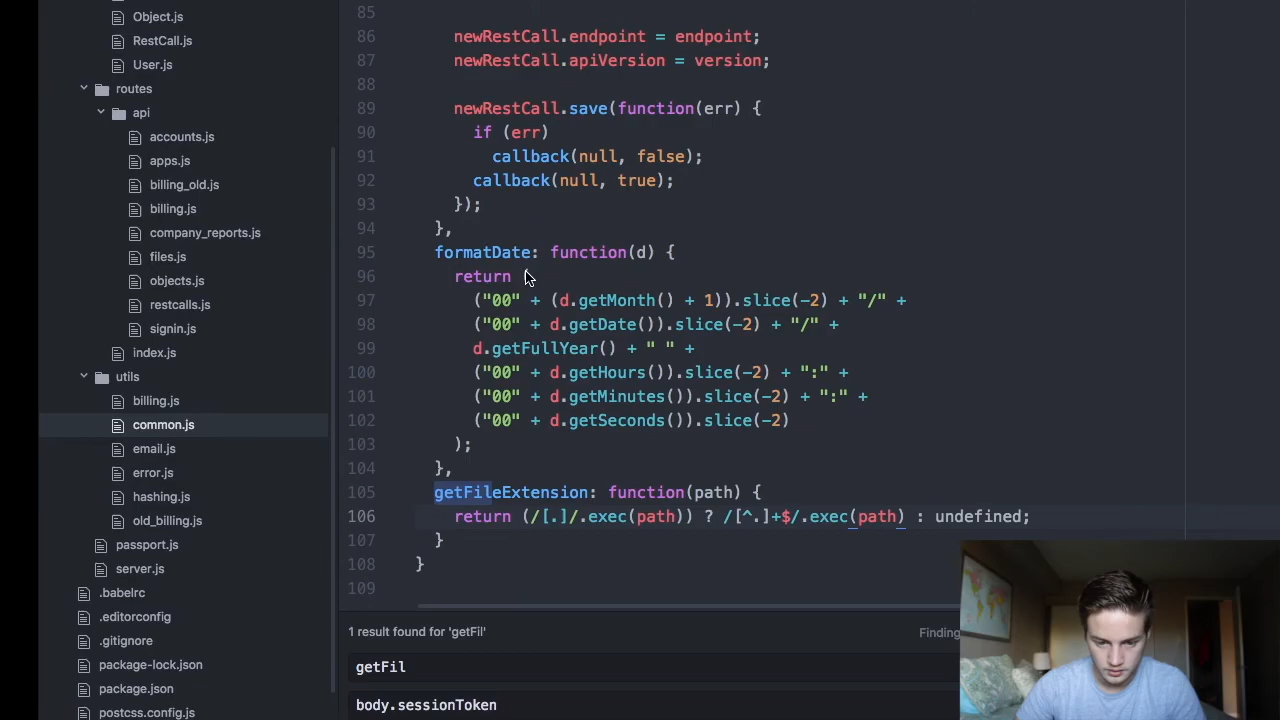 Object.js
RestCall.js
User.js
routes
api
accounts.js
apps.js
billing_old.js
billing.js
company_reports.js
files.js
objects.js
restcalls.js
signin.js
index.js
utils
billing.js
common.js
email.js
error.js
hashing.js
old_billing.js
passport.js
server.js
.babelrc
.editorconfig
.gitignore
package-lock.json
package.json
postcss.config.js
85
86 newRestCall.endpoint = endpoint;
87 newRestCall.apiVersion = version;
88
89 newRestCall.save(function(err) {
90 if (err)
91 callback(null, false);
92 callback(null, true);
93 });
94 },
95 formatDate: function(d) {
96 return (
97 ("00" + (d.getMonth() + 1)).slice(-2) + "/" +
98 ("00" + d.getDate()).slice(-2) + "/" +
99 d.getFullYear() + " " +
100 ("00" + d.getHours()).slice(-2) + ":" +
101 ("00" + d.getMinutes()).slice(-2) + ":" +
102 ("00" + d.getSeconds()).slice(-2)
103 );
104 },
105 getFileExtension: function(path) {
106 return (/[.]/.exec(path)) ? /[^.]+$/.exec(path) : undefined;
107 }
108 }
109
1 result found for 'getFil'
Finding
getFil
body.sessionToken